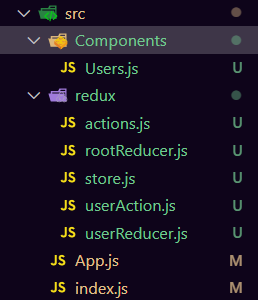 src
Components
JS Users.js U
redux
JS actions.js U
JS rootReducer.js U
JS store.js U
JS userAction.js U
JS userReducer.js U
JS App.js M
JS index.js M